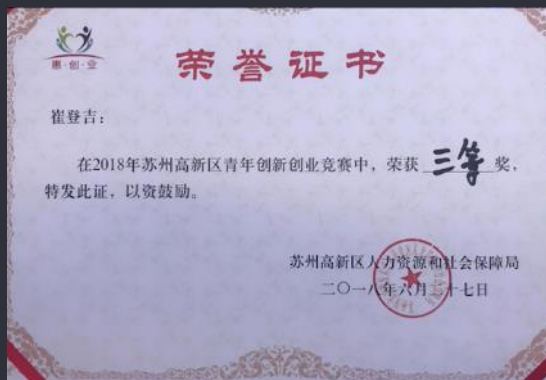 惠·创·业
荣誉证书
崔登吉：
在2018年苏州高新区青年创新创业竞赛中，荣获 三等 奖，
特发此证，以资鼓励。
苏州高新区人力资源和社会保障局
二〇一八年六月 十七日